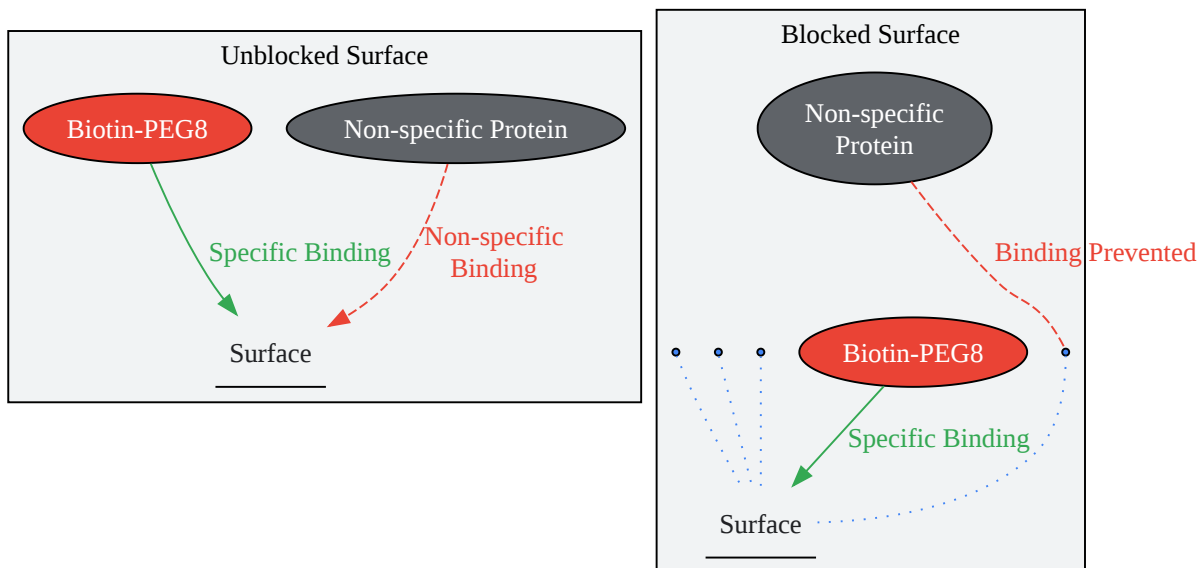 Unblocked Surface
Biotin-PEG8
Non-specific Protein
Specific Binding
Non-specific
Binding
Surface
Blocked Surface
Non-specific
Protein
Binding Prevented
Biotin-PEG8
Specific Binding
Surface